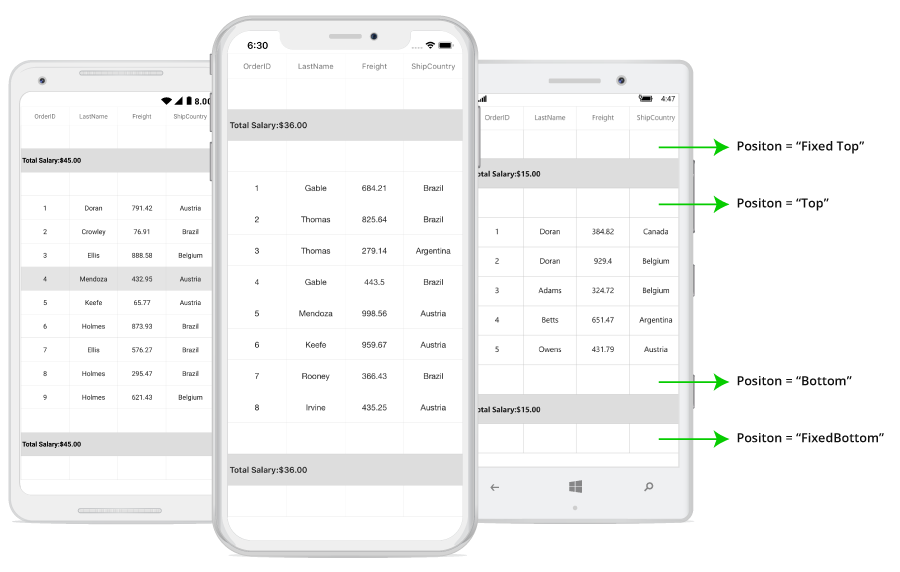 8.00
OrderID LastName Freight ShipCountry
Total Salary:$45.00
1 Doran 791.42 Austria
2 Crowley 76.91 Brazil
3 Ellis 888.58 Belgium
4 Mendoza 432.95 Austria
5 Keefe 65.77 Austria
6 Holmes 873.93 Brazil
7 Ellis 576.27 Brazil
8 Holmes 295.47 Brazil
9 Holmes 621.43 Belgium
Total Salary:$45.00
6:30
OrderID LastName Freight ShipCountry
Total Salary:$36.00
1 Gable 684.21 Brazil
2 Thomas 825.64 Brazil
3 Thomas 279.14 Argentina
4 Gable 443.5 Brazil
5 Mendoza 998.56 Austria
6 Keefe 959.67 Austria
7 Rooney 366.43 Brazil
8 Irvine 435.25 Austria
Total Salary:$36.00
4:47
OrderID LastName Freight ShipCountry
otal Salary:$15.00
1 Doran 384.82 Canada
2 Doran 929.4 Belgium
3 Adams 324.72 Belgium
4 Betts 651.47 Argentina
5 Owens 431.79 Austria
otal Salary:$15.00
Positon = “Fixed Top”
Positon = “Top”
Positon = “Bottom”
Positon = “FixedBottom”